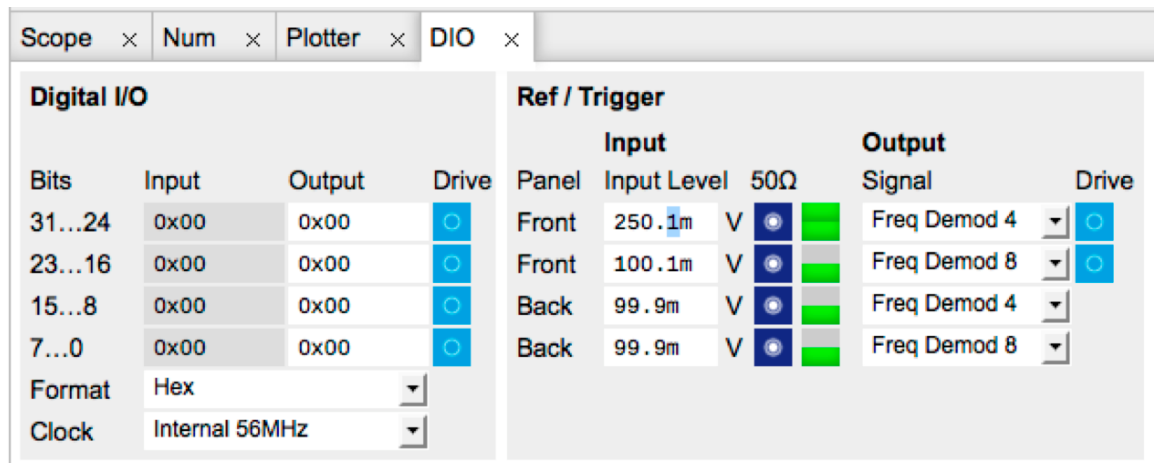 Scope × Num × Plotter × DIO ×
Digital I/O
Bits Input Output Drive
31...24 0x00 0x00
23...16 0x00 0x00
15...8 0x00 0x00
7...0 0x00 0x00
Format Hex
Clock Internal 56MHz
Ref / Trigger
Input Output
Panel Input Level 50Ω Signal Drive
Front 250.1m V Freq Demod 4
Front 100.1m V Freq Demod 8
Back 99.9m V Freq Demod 4
Back 99.9m V Freq Demod 8